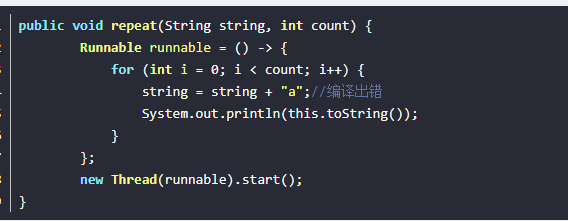 public void repeat(String string, int count) {
        Runnable runnable = () -> {
            for (int i = 0; i < count; i++) {
                string = string + "a";//编译出错
                System.out.println(this.toString());
            }
        };
        new Thread(runnable).start();
}